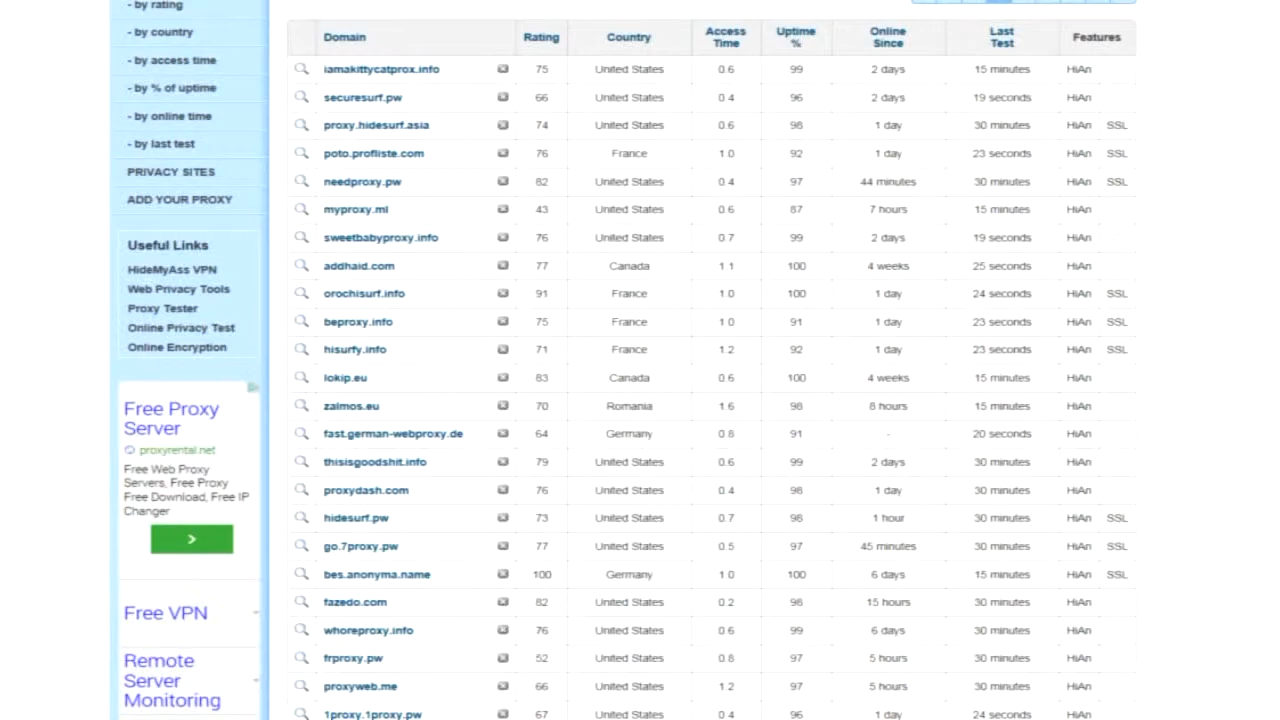 - by rating
- by country
- by access time
- by % of uptime
- by online time
- by last test
PRIVACY SITES
ADD YOUR PROXY
Useful Links
HideMyAss VPN
Web Privacy Tools
Proxy Tester
Online Privacy Test
Online Encryption
Free Proxy
Server
proxyrental.net
Free Web Proxy
Servers, Free Proxy
Free Download, Free IP
Changer
Free VPN
Remote
Server
Monitoring
Domain Rating Country Access Time Uptime % Online Since Last Test Features
iamakittycatprox.info 75 United States 0.6 99 2 days 15 minutes HiAn
securesurf.pw 66 United States 0.4 96 2 days 19 seconds HiAn
proxy.hidesurf.asia 74 United States 0.6 98 1 day 30 minutes HiAn SSL
poto.profliste.com 76 France 1.0 92 1 day 23 seconds HiAn SSL
needproxy.pw 82 United States 0.4 97 44 minutes 30 minutes HiAn SSL
myproxy.ml 43 United States 0.6 87 7 hours 15 minutes HiAn
sweetbabyproxy.info 76 United States 0.7 99 2 days 19 seconds HiAn
addhaid.com 77 Canada 1.1 100 4 weeks 25 seconds HiAn
orochisurf.info 91 France 1.0 100 1 day 24 seconds HiAn SSL
beproxy.info 75 France 1.0 91 1 day 23 seconds HiAn SSL
hisurfy.info 71 France 1.2 92 1 day 23 seconds HiAn SSL
lokip.eu 83 Canada 0.6 100 4 weeks 15 minutes HiAn
zalmos.eu 70 Romania 1.6 98 8 hours 15 minutes HiAn
fast.german-webproxy.de 64 Germany 0.8 91 - 20 seconds HiAn
thisisgoodshit.info 79 United States 0.6 99 2 days 30 minutes HiAn
proxydash.com 76 United States 0.4 98 1 day 30 minutes HiAn
hidesurf.pw 73 United States 0.7 98 1 hour 30 minutes HiAn SSL
go.7proxy.pw 77 United States 0.5 97 45 minutes 30 minutes HiAn SSL
bes.anonyma.name 100 Germany 1.0 100 6 days 15 minutes HiAn SSL
fazedo.com 82 United States 0.2 98 15 hours 30 minutes HiAn
whoreproxy.info 76 United States 0.6 99 6 days 30 minutes HiAn
frproxy.pw 52 United States 0.8 97 5 hours 30 minutes HiAn
proxyweb.me 66 United States 1.2 97 5 hours 30 minutes HiAn
1proxy.1proxy.pw 67 United States 0.4 96 1 day 24 seconds HiAn